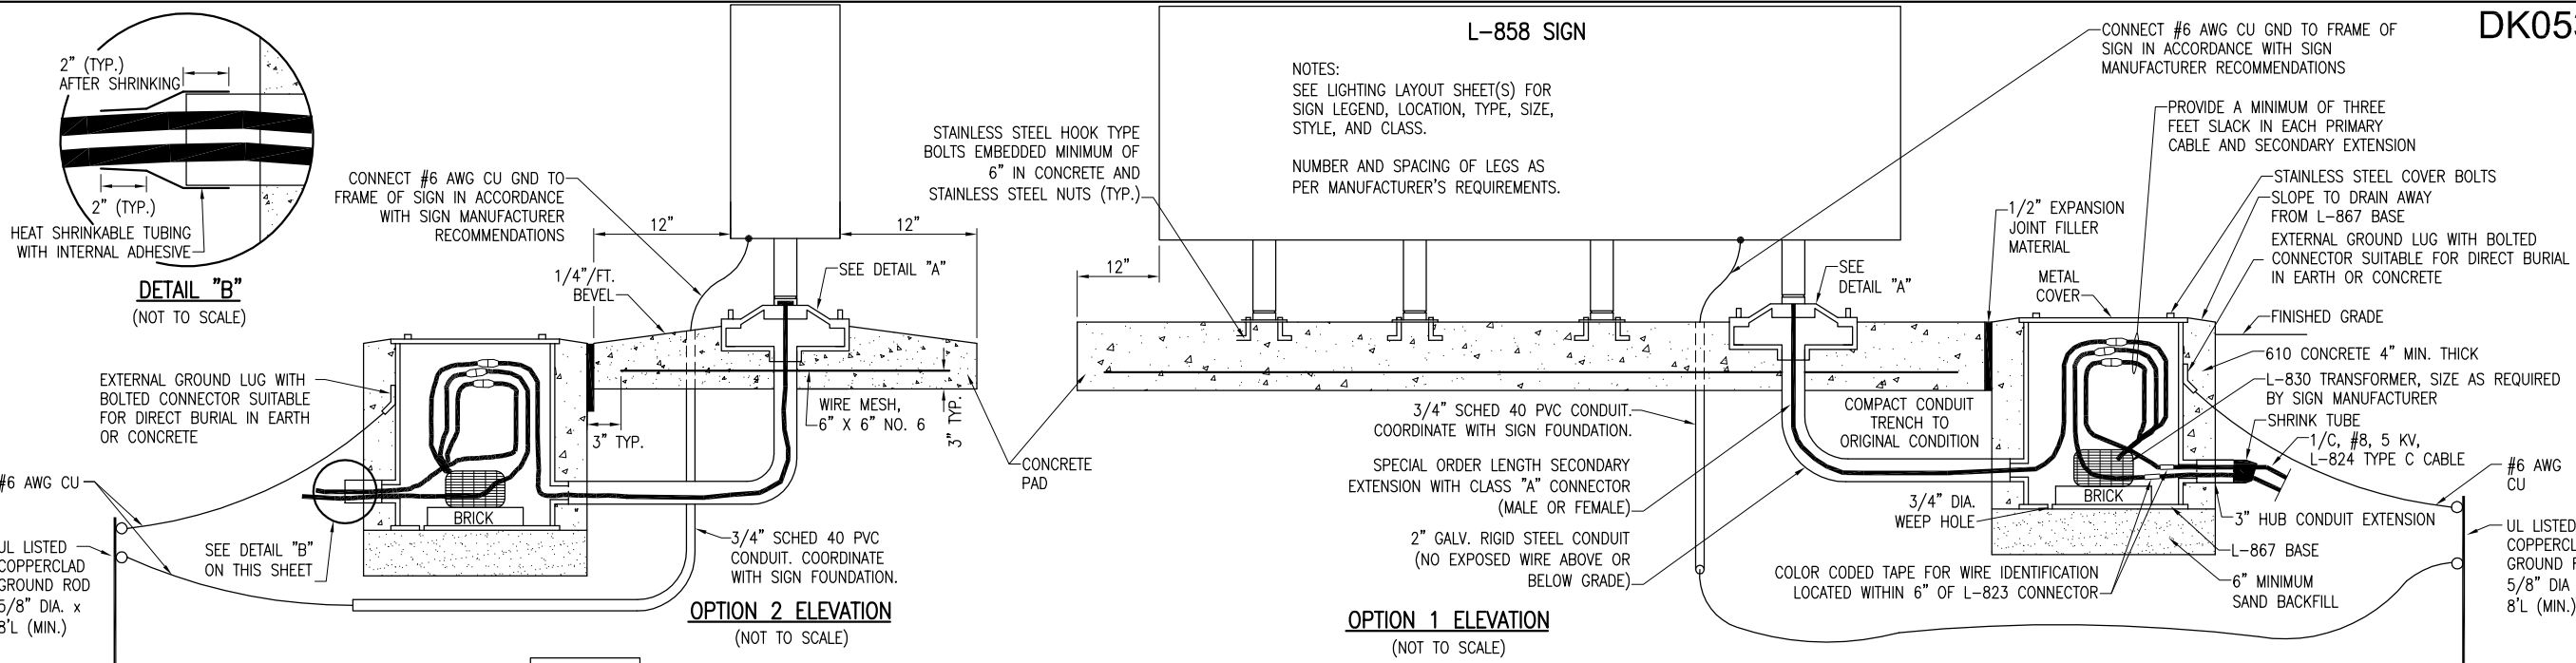 2" (TYP.)
AFTER SHRINKING
2" (TYP.)
HEAT SHRINKABLE TUBING
WITH INTERNAL ADHESIVE
DETAIL "B"
(NOT TO SCALE)
CONNECT #6 AWG CU GND TO
FRAME OF SIGN IN ACCORDANCE
WITH SIGN MANUFACTURER
RECOMMENDATIONS
12"
12"
1/4"/FT.
BEVEL
SEE DETAIL "A"
EXTERNAL GROUND LUG WITH
BOLTED CONNECTOR SUITABLE
FOR DIRECT BURIAL IN EARTH
OR CONCRETE
WIRE MESH,
6" X 6" NO. 6
3" TYP.
3" TYP.
CONCRETE
PAD
#6 AWG CU
BRICK
UL LISTED
COPPERCLAD
GROUND ROD
5/8" DIA. x
8'L (MIN.)
SEE DETAIL "B"
ON THIS SHEET
3/4" SCHED 40 PVC
CONDUIT. COORDINATE
WITH SIGN FOUNDATION.
OPTION 2 ELEVATION
(NOT TO SCALE)
L-858 SIGN
NOTES:
SEE LIGHTING LAYOUT SHEET(S) FOR
SIGN LEGEND, LOCATION, TYPE, SIZE,
STYLE, AND CLASS.
NUMBER AND SPACING OF LEGS AS
PER MANUFACTURER'S REQUIREMENTS.
STAINLESS STEEL HOOK TYPE
BOLTS EMBEDDED MINIMUM OF
6" IN CONCRETE AND
STAINLESS STEEL NUTS (TYP.)
12"
SEE
DETAIL "A"
3/4" SCHED 40 PVC CONDUIT.
COORDINATE WITH SIGN FOUNDATION.
SPECIAL ORDER LENGTH SECONDARY
EXTENSION WITH CLASS "A" CONNECTOR
(MALE OR FEMALE)
2" GALV. RIGID STEEL CONDUIT
(NO EXPOSED WIRE ABOVE OR
BELOW GRADE)
COMPACT CONDUIT
TRENCH TO
ORIGINAL CONDITION
3/4" DIA.
WEEP HOLE
COLOR CODED TAPE FOR WIRE IDENTIFICATION
LOCATED WITHIN 6" OF L-823 CONNECTOR
OPTION 1 ELEVATION
(NOT TO SCALE)
DK053
CONNECT #6 AWG CU GND TO FRAME OF
SIGN IN ACCORDANCE WITH SIGN
MANUFACTURER RECOMMENDATIONS
PROVIDE A MINIMUM OF THREE
FEET SLACK IN EACH PRIMARY
CABLE AND SECONDARY EXTENSION
STAINLESS STEEL COVER BOLTS
SLOPE TO DRAIN AWAY
FROM L-867 BASE
EXTERNAL GROUND LUG WITH BOLTED
CONNECTOR SUITABLE FOR DIRECT BURIAL
IN EARTH OR CONCRETE
1/2" EXPANSION
JOINT FILLER
MATERIAL
METAL
COVER
FINISHED GRADE
610 CONCRETE 4" MIN. THICK
L-830 TRANSFORMER, SIZE AS REQUIRED
BY SIGN MANUFACTURER
SHRINK TUBE
1/C, #8, 5 KV,
L-824 TYPE C CABLE
#6 AWG
CU
BRICK
3" HUB CONDUIT EXTENSION
L-867 BASE
6" MINIMUM
SAND BACKFILL
UL LISTED
COPPERCL
GROUND
5/8" DIA
8'L (MIN.)